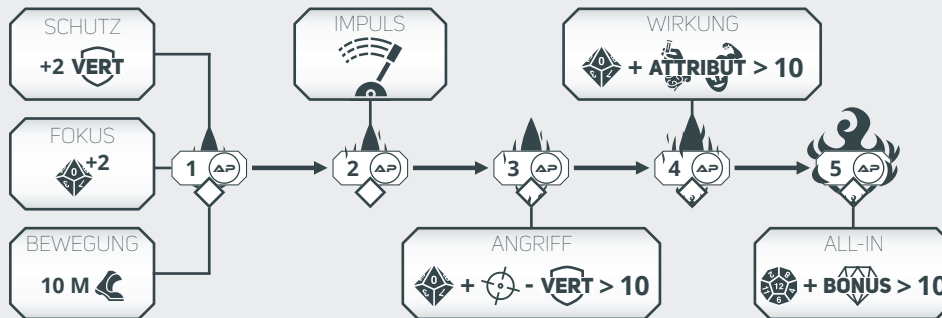 SCHUTZ
+2 VERT
FOKUS
+2
BEWEGUNG
10 M
1 AP
IMPULS
2 AP
3 AP
ANGRIFF
+ - VERT > 10
WIRKUNG
+ ATTRIBUT > 10
4 AP
5 AP
ALL-IN
+ BONUS > 10